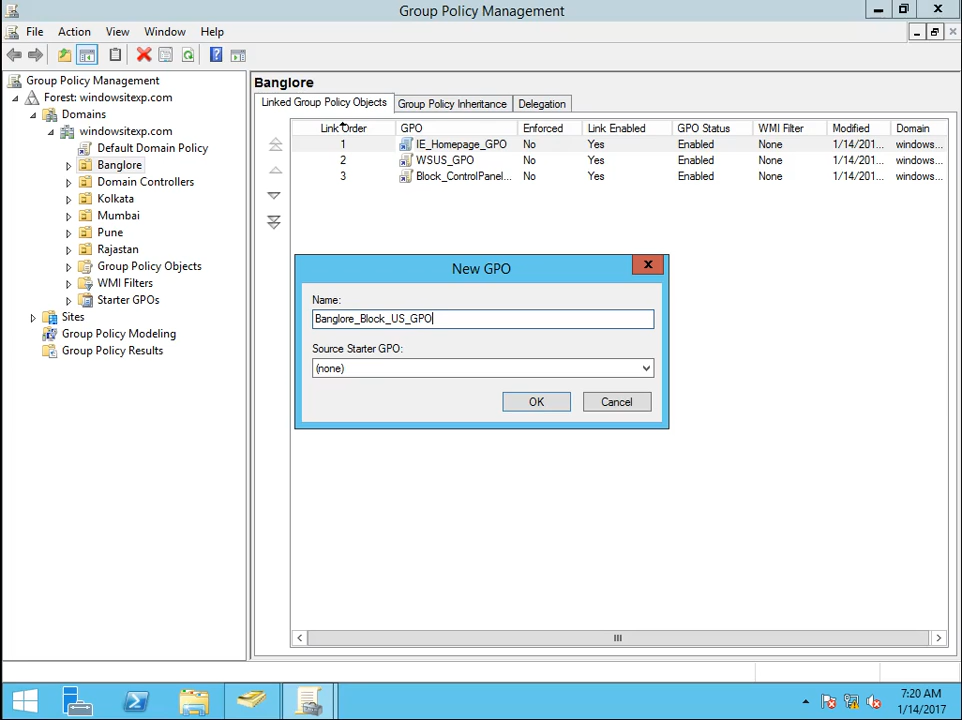 Group Policy Management
File Action View Window Help
Group Policy Management
Forest: windowsitexp.com
Domains
windowsitexp.com
Default Domain Policy
Banglore
Domain Controllers
Kolkata
Mumbai
Pune
Rajastan
Group Policy Objects
WMI Filters
Starter GPOs
Sites
Group Policy Modeling
Group Policy Results
Banglore
Linked Group Policy Objects Group Policy Inheritance Delegation
Link Order GPO Enforced Link Enabled GPO Status WMI Filter Modified Domain
1 IE_Homepage_GPO No Yes Enabled None 1/14/201... windows...
2 WSUS_GPO No Yes Enabled None 1/14/201... windows...
3 Block_ControlPanel... No Yes Enabled None 1/14/201... windows...
New GPO
Name:
Banglore_Block_US_GPO
Source Starter GPO:
(none)
OK Cancel
7:20 AM
1/14/2017